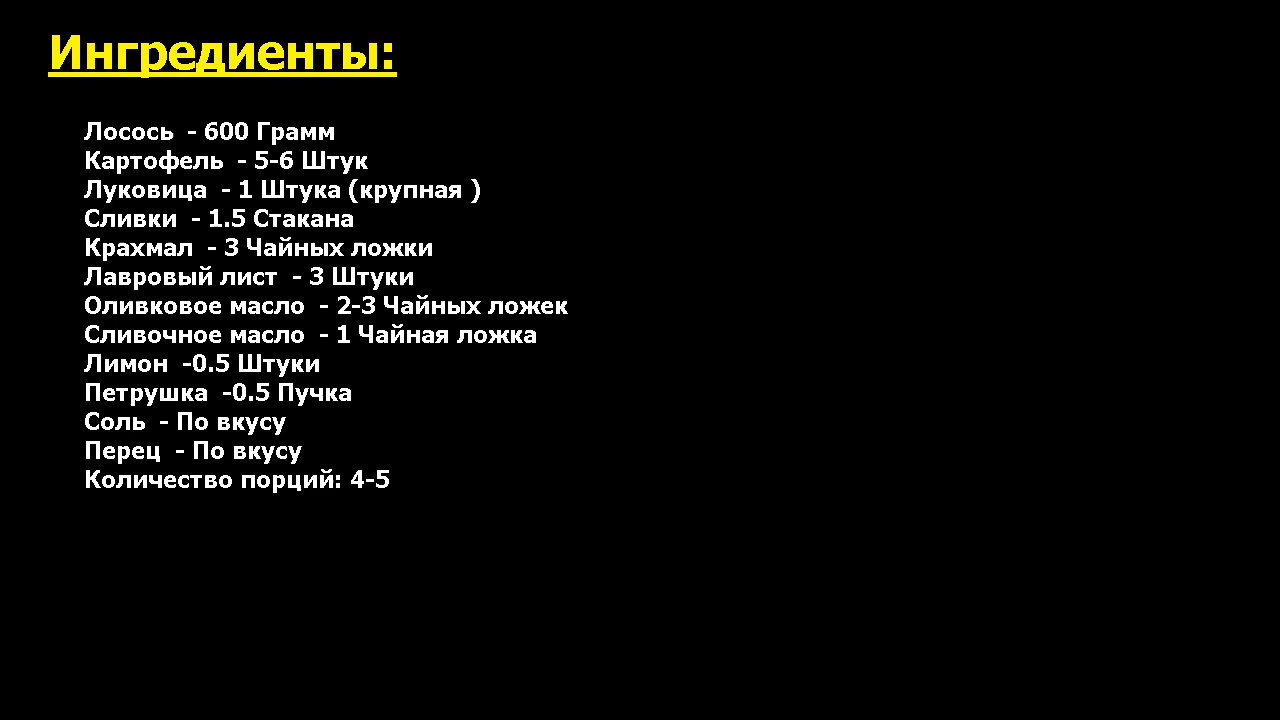 Ингредиенты:
Лосось  - 600 Грамм
Картофель  - 5-6 Штук
Луковица  - 1 Штука (крупная )
Сливки  - 1.5 Стакана
Крахмал  - 3 Чайных ложки
Лавровый лист  - 3 Штуки
Оливковое масло  - 2-3 Чайных ложек
Сливочное масло  - 1 Чайная ложка
Лимон  -0.5 Штуки
Петрушка  -0.5 Пучка
Соль  - По вкусу
Перец  - По вкусу
Количество порций: 4-5